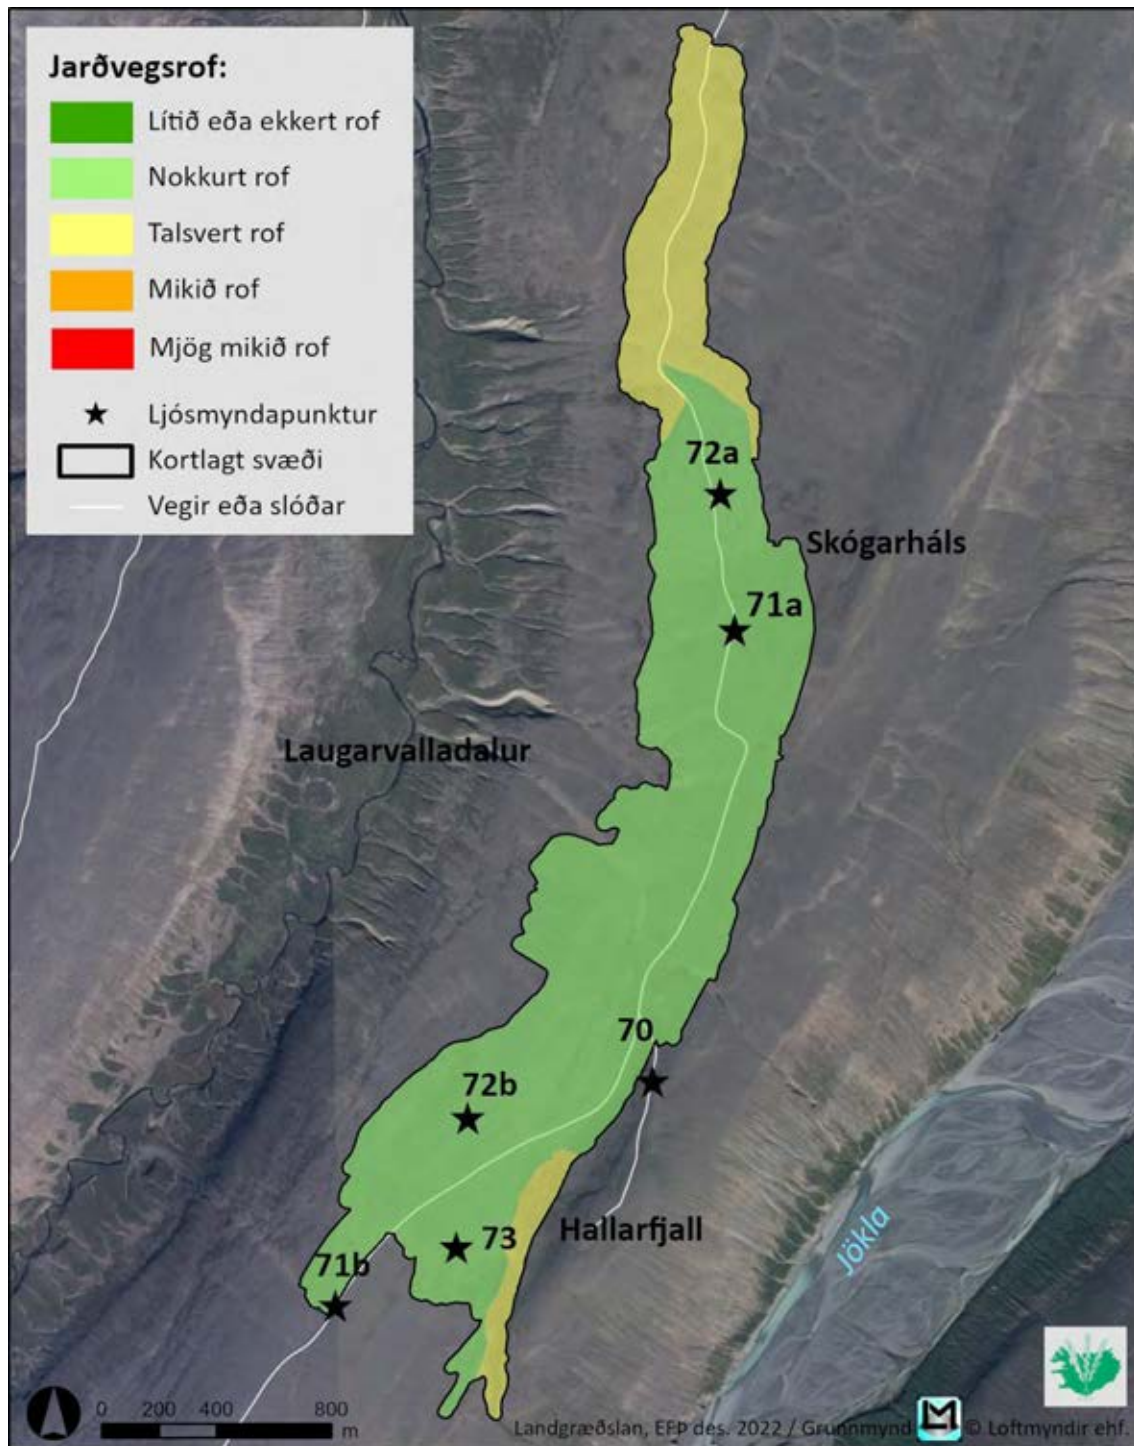 Jarðvegsrof:
Lítið eða ekkert rof
Nokkurt rof
Talsvert rof
Mikið rof
Mjög mikið rof
Ljósmyndapunktur
Kortlagt svæði
Vegir eða slóðar
72a
Skógarháls
71a
Laugarvalladalur
70
72b
Hallarfjall
73
71b
Jökla
0 200 400 800
m
Landgræðslan, EFÞ des. 2022 / Grunnmynd © Loftmyndir ehf.
LM